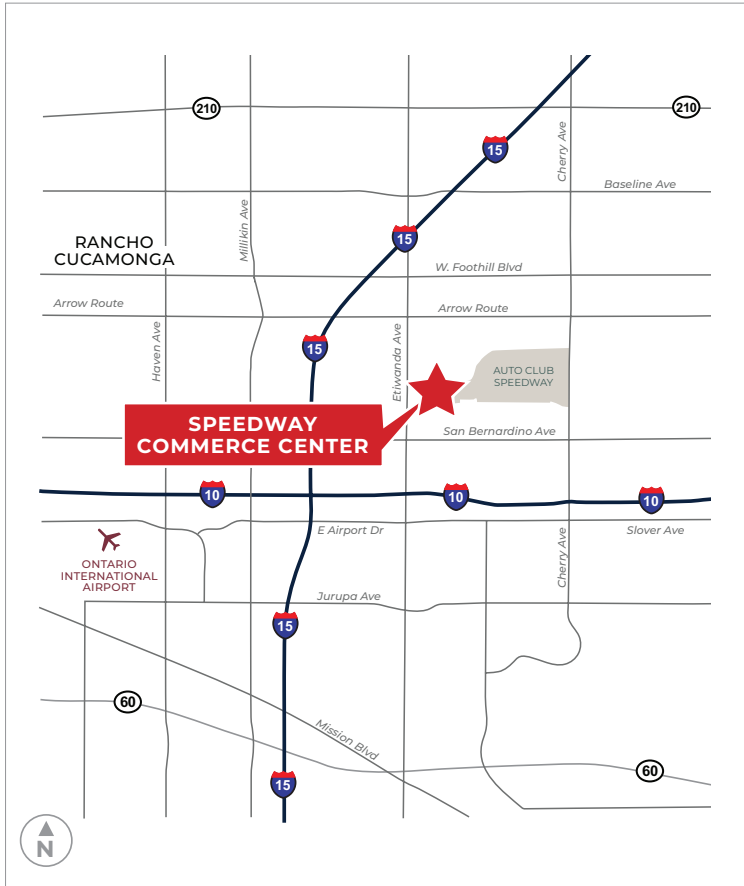 210
210
15
Cherry Ave
Baseline Ave
Millikin Ave
15
RANCHO
CUCAMONGA
W. Foothill Blvd
Arrow Route
Arrow Route
15
Haven Ave
Etiwanda Ave
AUTO CLUB
SPEEDWAY
SPEEDWAY
COMMERCE CENTER
San Bernardino Ave
10
10
10
E Airport Dr
Slover Ave
ONTARIO
INTERNATIONAL
AIRPORT
Cherry Ave
Jurupa Ave
15
60
Mission Blvd
60
15
N